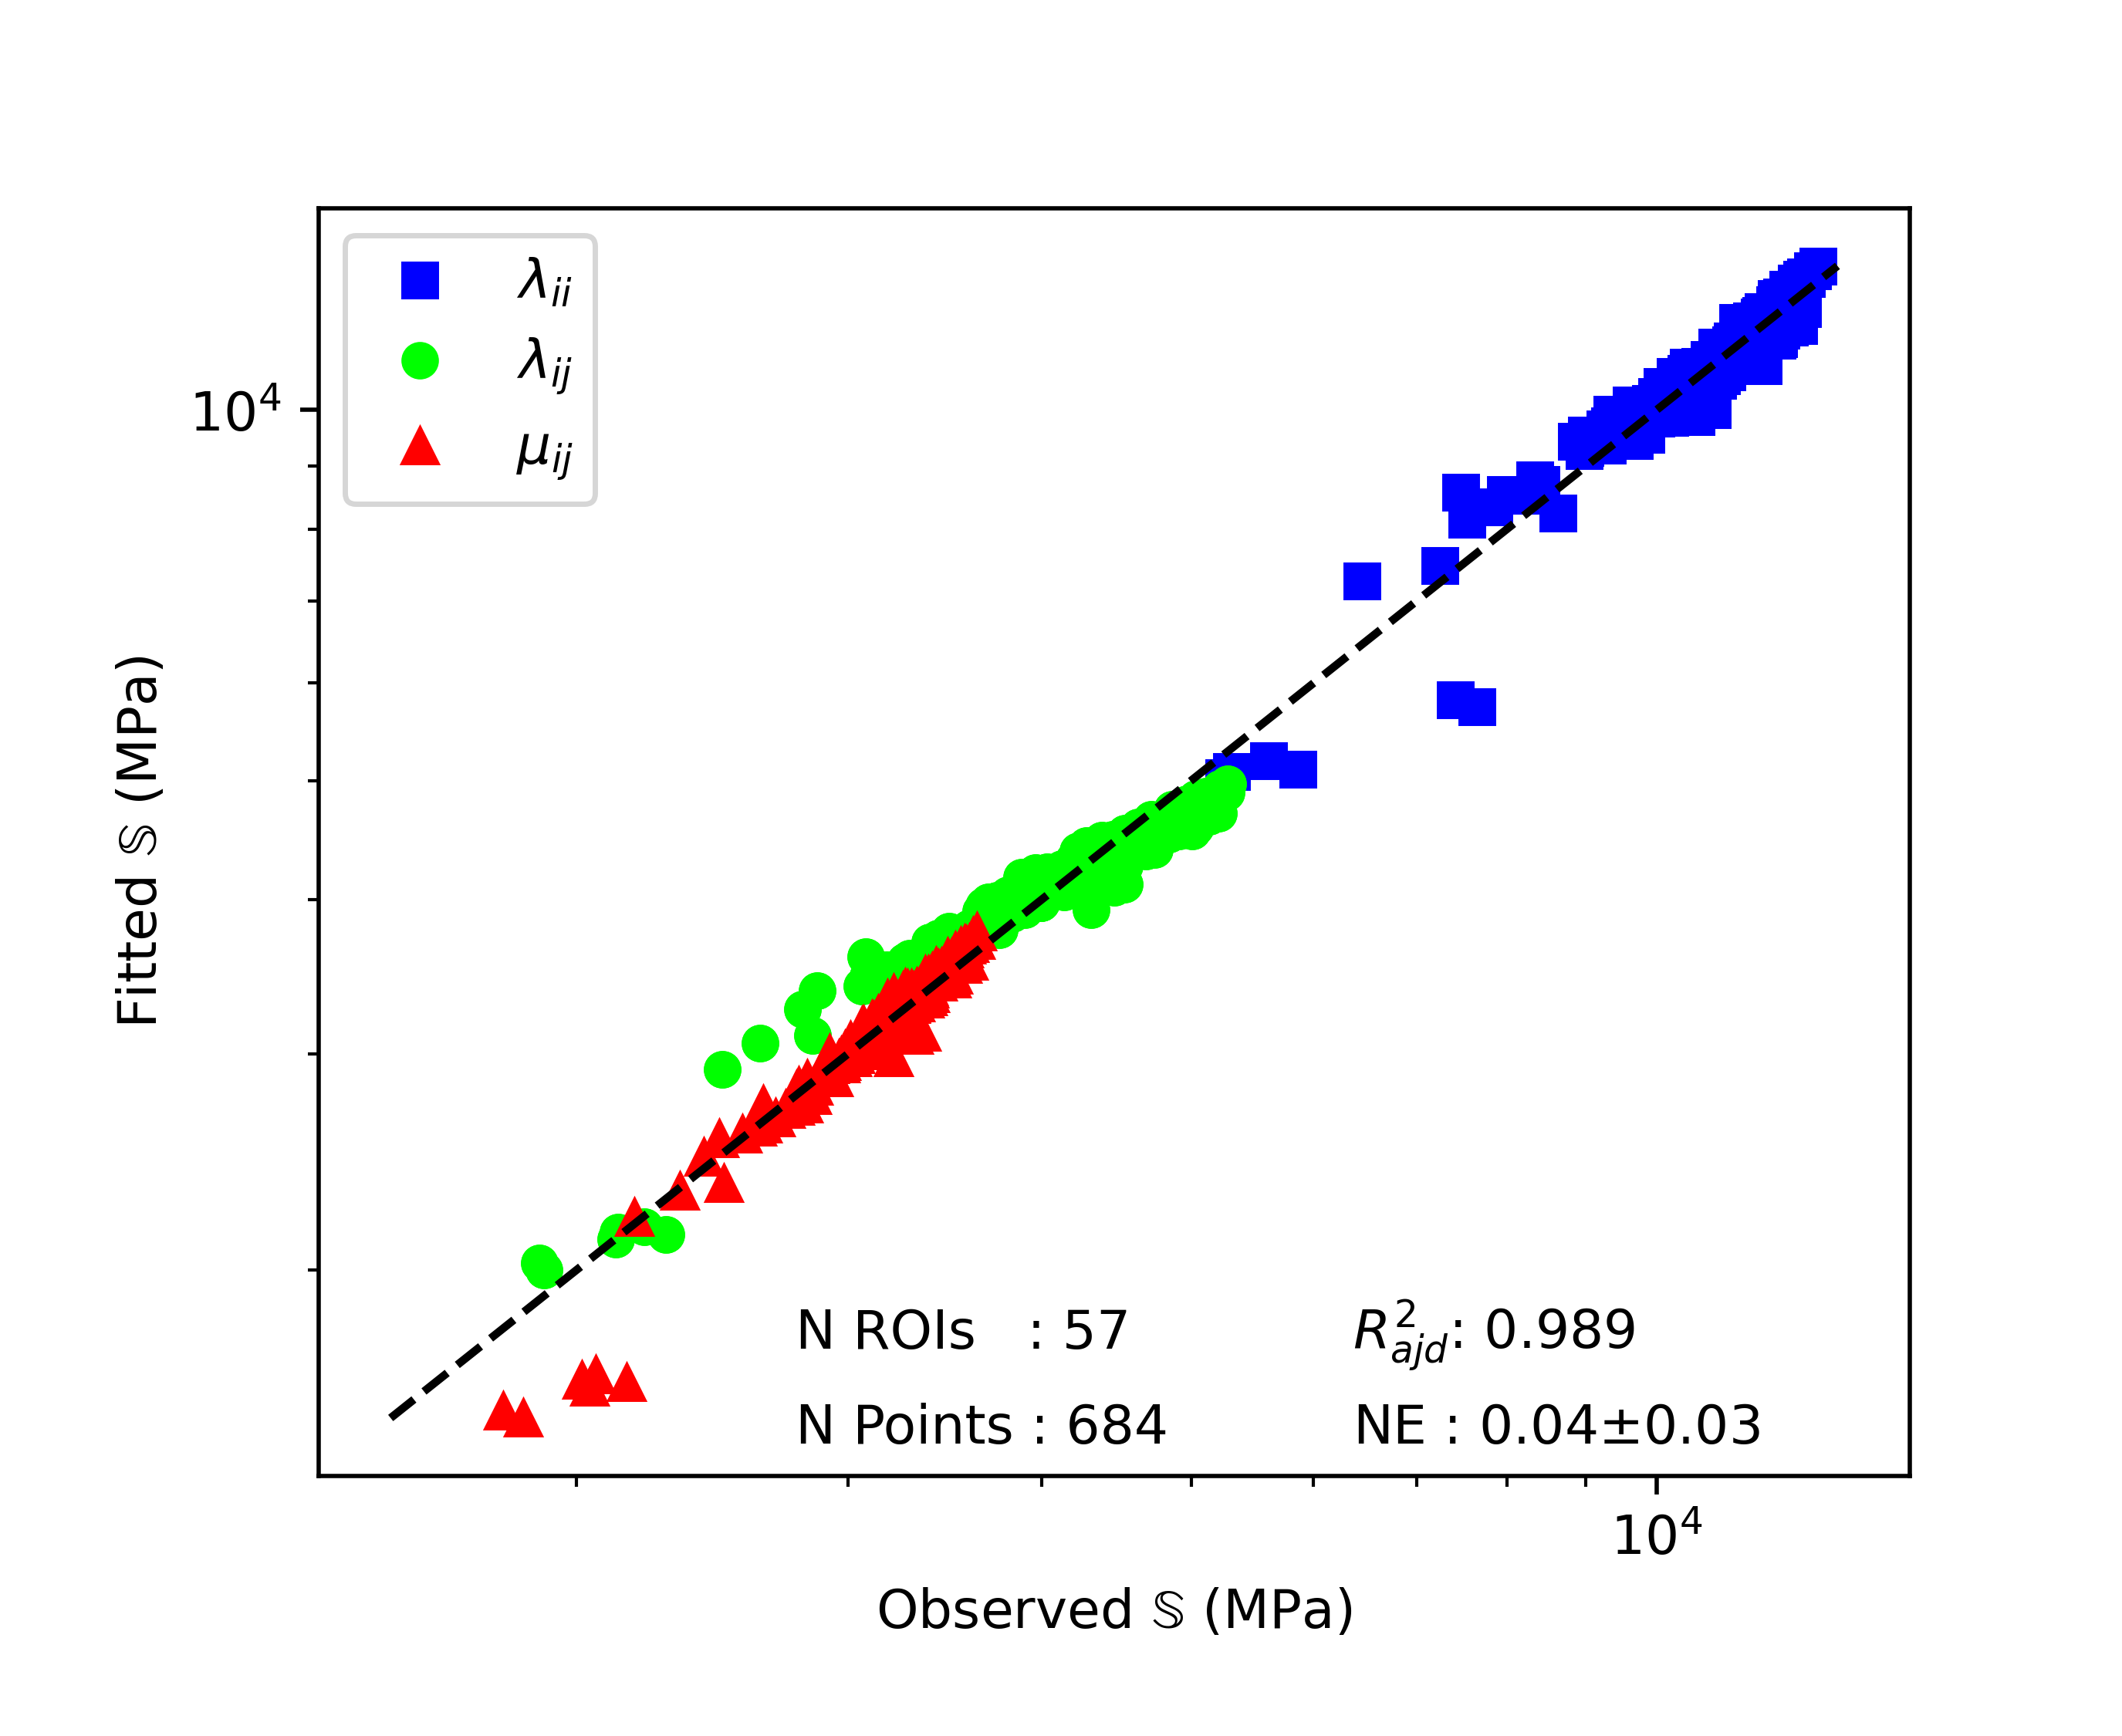 λᵢᵢ
λᵢⱼ
μᵢⱼ
10⁴
Fitted 𝕊 (MPa)
N ROIs : 57
R²ajd: 0.989
N Points : 684
NE : 0.04±0.03
10⁴
Observed 𝕊 (MPa)